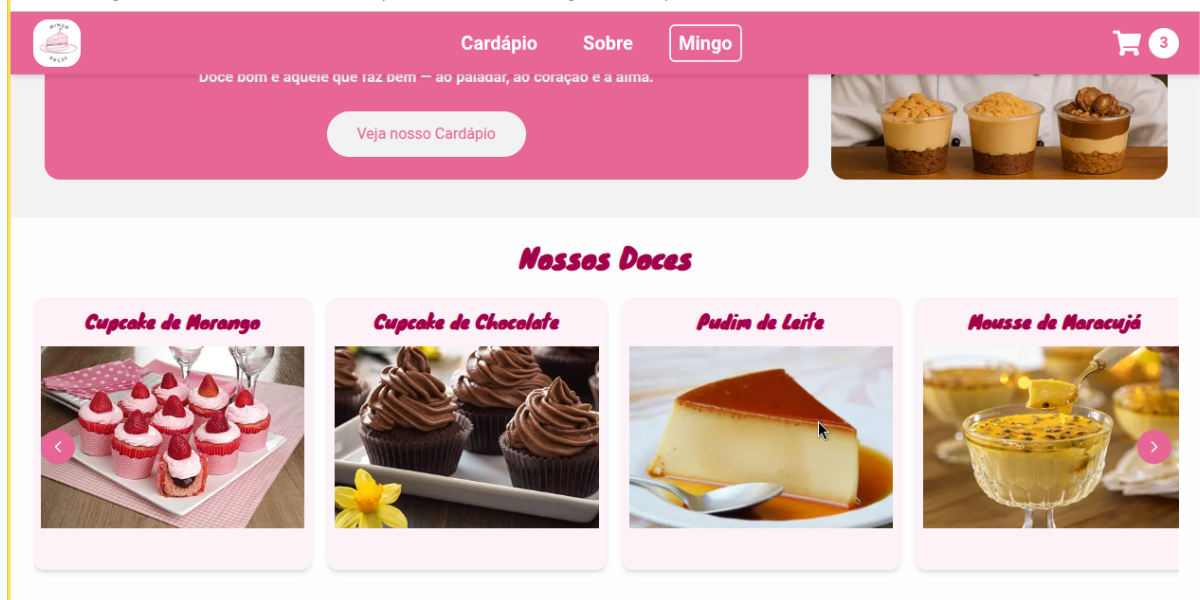 MINGO
DOCES
Cardápio Sobre Mingo 3
Doce bom é aquele que faz bem — ao paladar, ao coração e à alma.
Veja nosso Cardápio
Nossos Doces
Cupcake de Morango
Cupcake de Chocolate
Pudim de Leite
Mousse de Maracujá